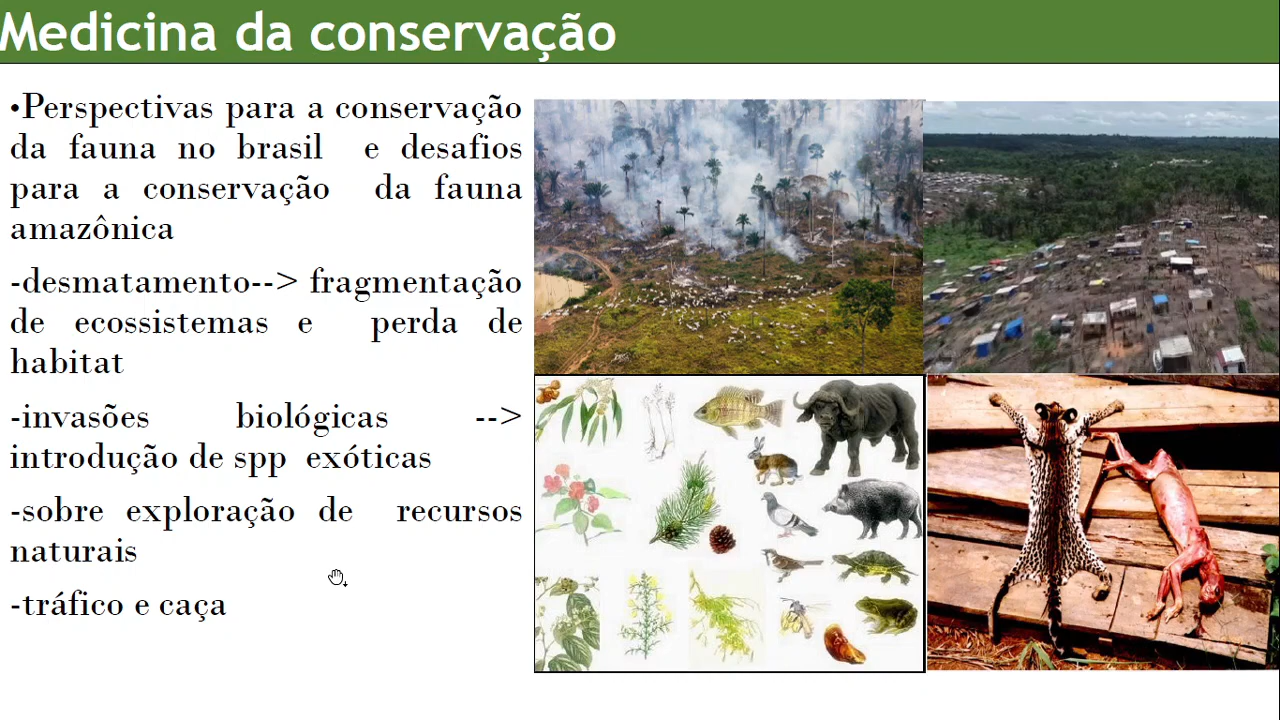 Medicina da conservação
•Perspectivas para a conservação
da fauna no brasil e desafios
para a conservação da fauna
amazônica
-desmatamento--> fragmentação
de ecossistemas e perda de
habitat
-invasões biológicas -->
introdução de spp exóticas
-sobre exploração de recursos
naturais
-tráfico e caça